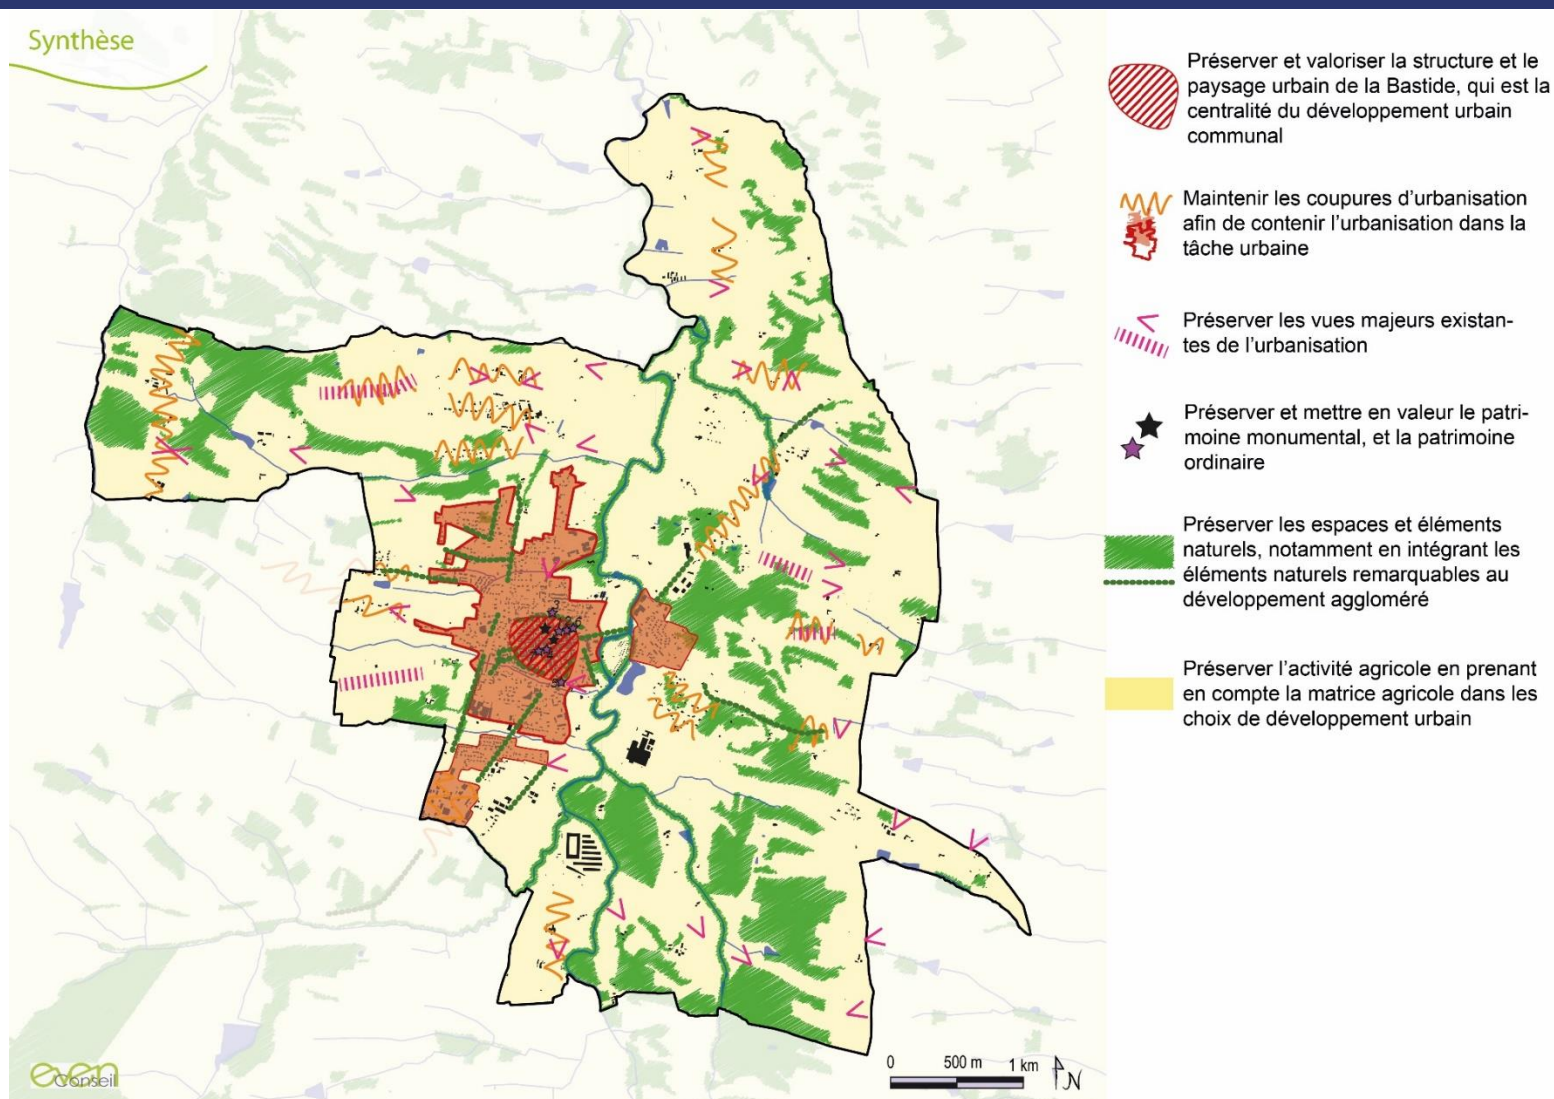 Synthèse
Préserver et valoriser la structure et le
paysage urbain de la Bastide, qui est la
centralité du développement urbain
communal
Maintenir les coupures d'urbanisation
afin de contenir l'urbanisation dans la
tâche urbaine
Préserver les vues majeurs existan-
tes de l'urbanisation
Préserver et mettre en valeur le patri-
moine monumental, et la patrimoine
ordinaire
Préserver les espaces et éléments
naturels, notamment en intégrant les
éléments naturels remarquables au
développement aggloméré
Préserver l'activité agricole en prenant
en compte la matrice agricole dans les
choix de développement urbain
0 500 m 1 km
N
even
Conseil